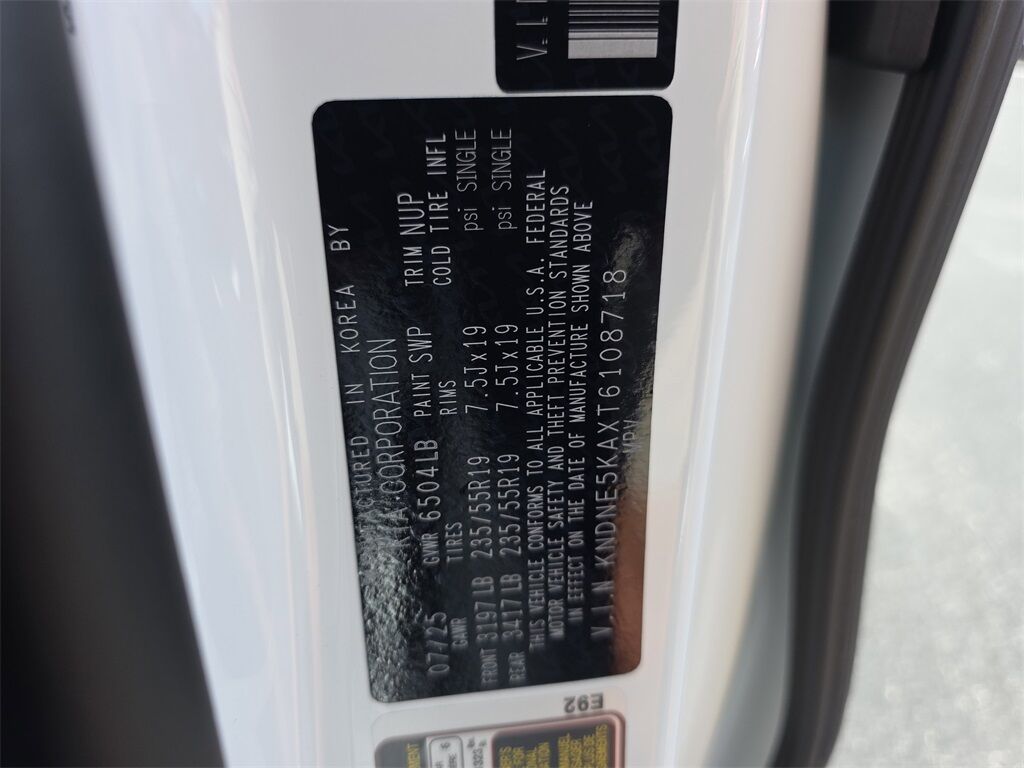 V.I.
MANUFACTURED IN KOREA BY
KIA CORPORATION
07/25 GVWR 6504LB PAINT SWP TRIM NUP
GAWR TIRES RIMS COLD TIRE INFL
FRONT 3197LB 235/55R19 7.5Jx19 psi SINGLE
REAR 3417LB 235/55R19 7.5Jx19 psi SINGLE
THIS VEHICLE CONFORMS TO ALL APPLICABLE U.S.A. FEDERAL
MOTOR VEHICLE SAFETY AND THEFT PREVENTION STANDARDS
IN EFFECT ON THE DATE OF MANUFACTURE SHOWN ABOVE
V.I.N KNDNE5KAXT6108718
MPV
E92